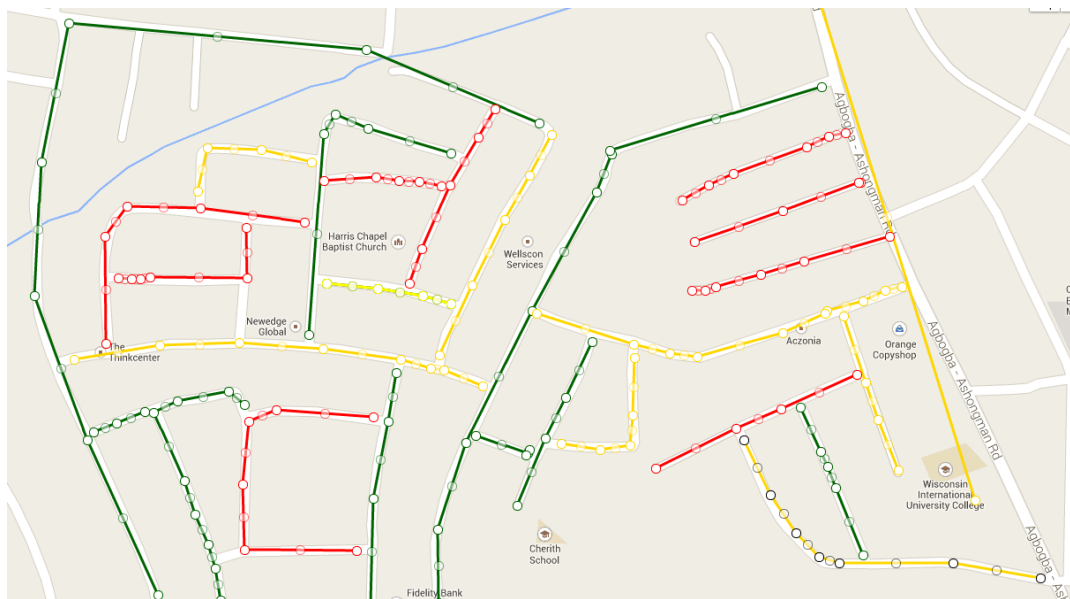 Agbogba - Ashongman Rd
Harris Chapel
Baptist Church
Wellscon
Services
Newedge
Global
The
Thinkcenter
Aczonia
Orange
Copyshop
Agbogba - Ashongman Rd
Wisconsin
International
University College
Agbogba - As
Cherith
School
Fidelity Bank